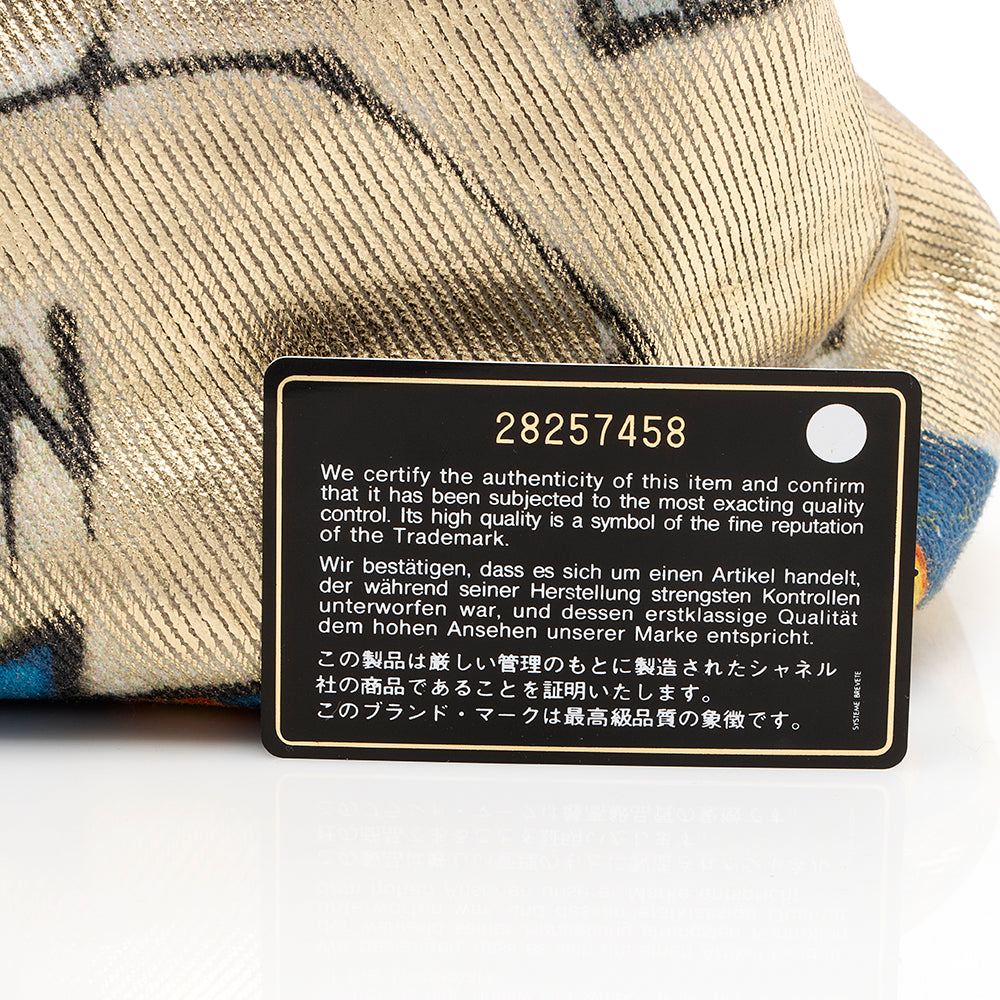 N
28257458
We certify the authenticity of this item and confirm
that it has been subjected to the most exacting quality
control. Its high quality is a symbol of the fine reputation
of the Trademark.
Wir bestätigen, dass es sich um einen Artikel handelt,
der während seiner Herstellung strengsten Kontrollen
unterworfen war, und dessen erstklassige Qualität
dem hohen Ansehen unserer Marke entspricht.
この製品は厳しい管理のもとに製造されたシャネル
社の商品であることを証明いたします。
このブランド・マークは最高級品質の象徴です。
SYSTEME BREVETE